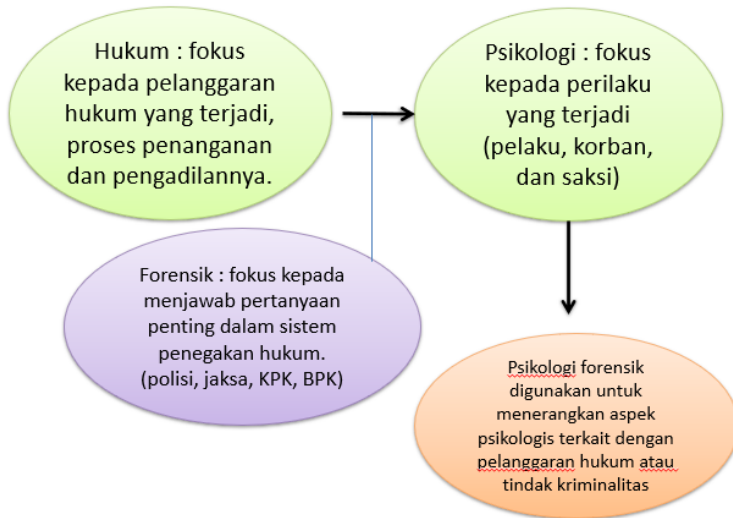 Hukum : fokus
kepada pelanggaran
hukum yang terjadi,
proses penanganan
dan pengadilannya.
Psikologi : fokus
kepada perilaku
yang terjadi
(pelaku, korban,
dan saksi)
Forensik : fokus kepada
menjawab pertanyaan
penting dalam sistem
penegakan hukum.
(polisi, jaksa, KPK, BPK)
Psikologi forensik
digunakan untuk
menerangkan aspek
psikologis terkait dengan
pelanggaran hukum atau
tindak kriminalitas